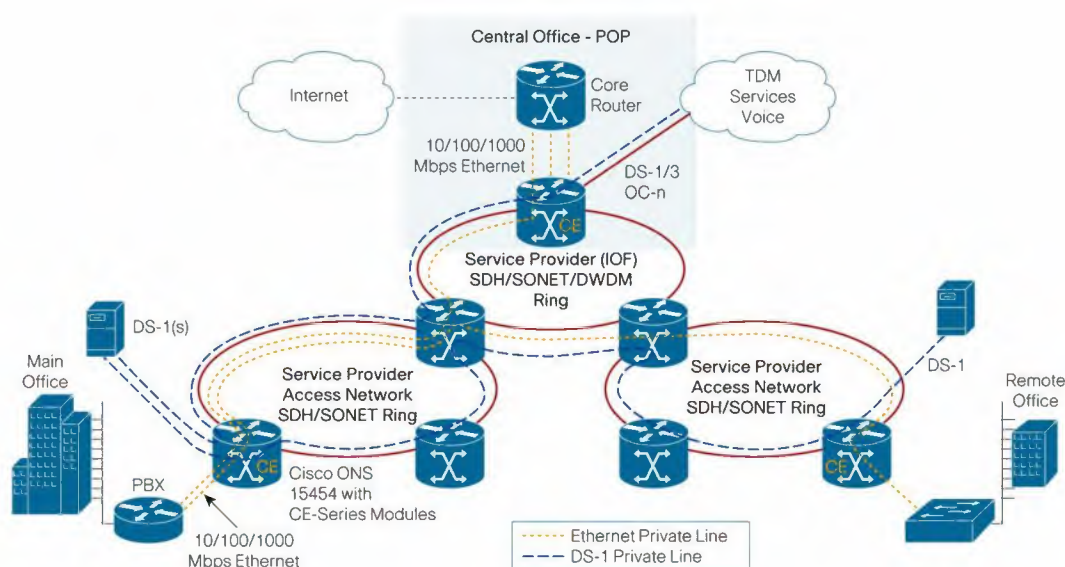 Central Office - POP
Internet
Core
Router
TDM
Services
Voice
10/100/1000
Mbps Ethernet
DS-1/3
OC-n
CE
Service Provider (IOF)
SDH/SONET/DWDM
Ring
DS-1(s)
Main
Office
Service Provider
Access Network
SDH/SONET Ring
Service Provider
Access Network
SDH/SONET Ring
DS-1
Remote
Office
CE
CE
PBX
Cisco ONS
15454 with
CE-Series Modules
10/100/1000
Mbps Ethernet
Ethernet Private Line
DS-1 Private Line